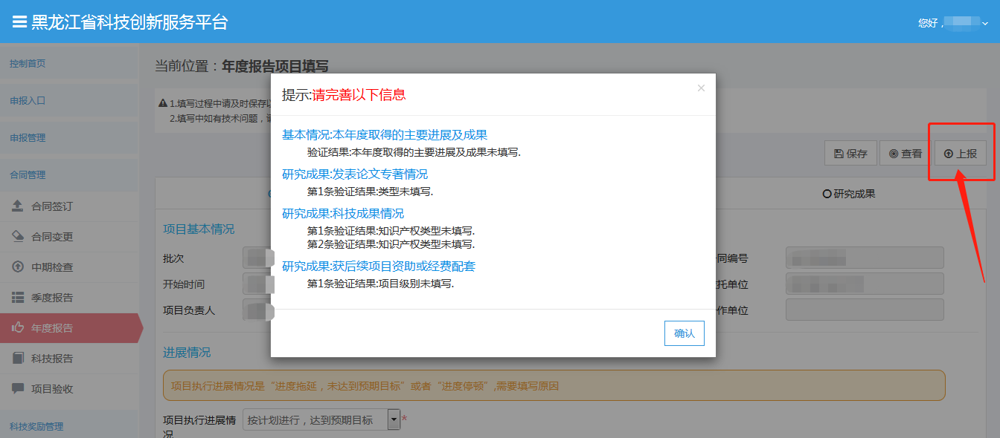 黑龙江省科技创新服务平台
您好，
控制首页
申报入口
申报管理
合同管理
合同签订
合同变更
中期检查
季度报告
年度报告
科技报告
项目验收
科技奖励管理
当前位置：年度报告项目填写
1.填写过程中请及时保存
2.填写中如有技术问题，
保存
查看
上报
研究成果
项目基本情况
批次
同编号
开始时间
托单位
项目负责人
作单位
进展情况
项目执行进展情况是“进度拖延，未达到预期目标”或者“进度停顿”,需要填写原因
项目执行进展情
况
按计划进行，达到预期目标
*
提示:请完善以下信息
×
基本情况:本年度取得的主要进展及成果
验证结果:本年度取得的主要进展及成果未填写.
研究成果:发表论文专著情况
第1条验证结果:类型未填写.
研究成果:科技成果情况
第1条验证结果:知识产权类型未填写.
第2条验证结果:知识产权类型未填写.
研究成果:获后续项目资助或经费配套
第1条验证结果:项目级别未填写.
确认